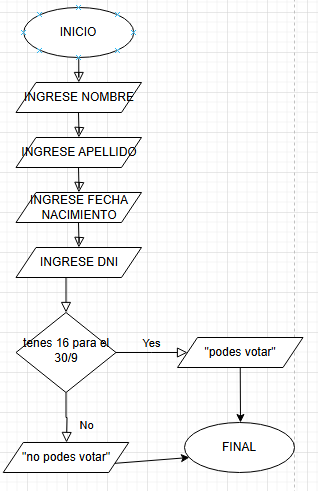 INICIO
INGRESE NOMBRE
INGRESE APELLIDO
INGRESE FECHA
NACIMIENTO
INGRESE DNI
tenes 16 para el
30/9
Yes
"podes votar"
No
"no podes votar"
FINAL